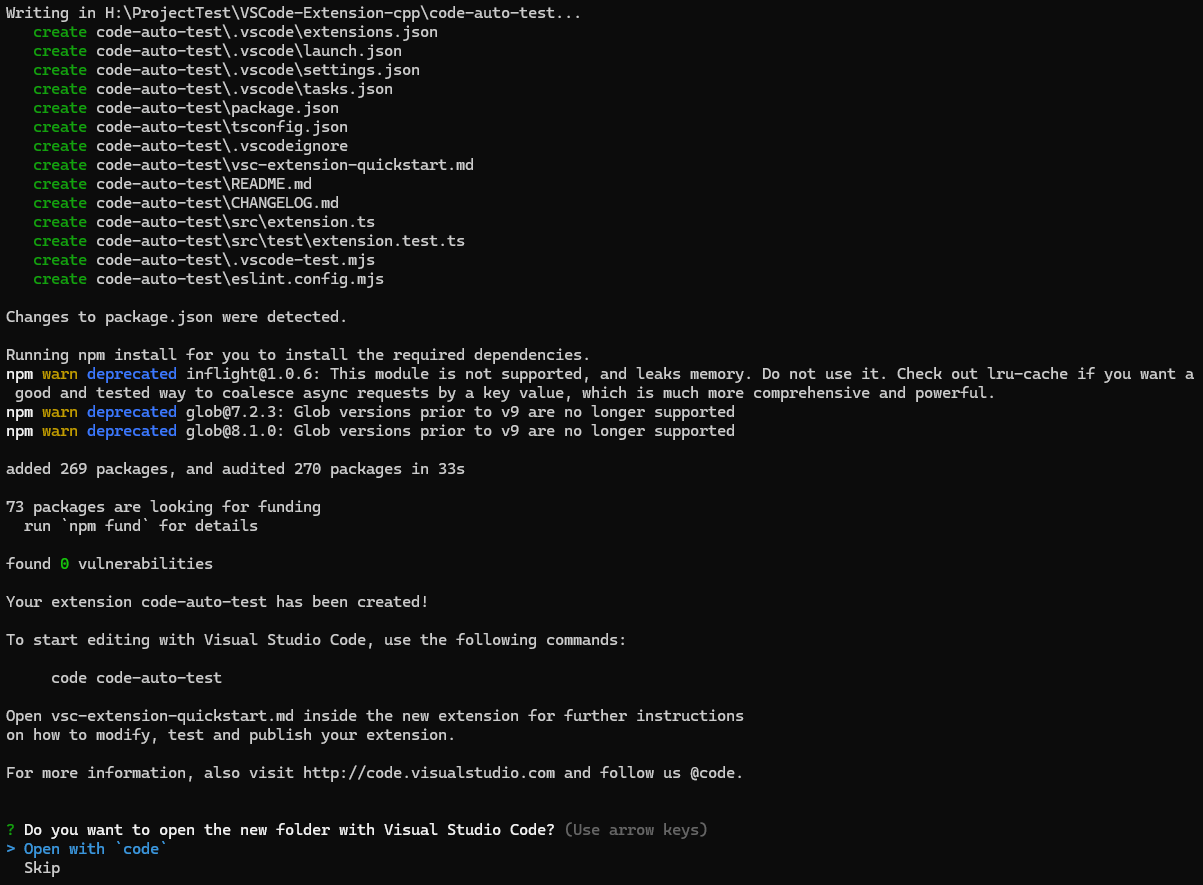 Writing in H:\ProjectTest\VSCode-Extension-cpp\code-auto-test...
   create code-auto-test\.vscode\extensions.json
   create code-auto-test\.vscode\launch.json
   create code-auto-test\.vscode\settings.json
   create code-auto-test\.vscode\tasks.json
   create code-auto-test\package.json
   create code-auto-test\tsconfig.json
   create code-auto-test\.vscodeignore
   create code-auto-test\vsc-extension-quickstart.md
   create code-auto-test\README.md
   create code-auto-test\CHANGELOG.md
   create code-auto-test\src\extension.ts
   create code-auto-test\src\test\extension.test.ts
   create code-auto-test\.vscode-test.mjs
   create code-auto-test\eslint.config.mjs

Changes to package.json were detected.

Running npm install for you to install the required dependencies.
npm warn deprecated inflight@1.0.6: This module is not supported, and leaks memory. Do not use it. Check out lru-cache if you want a
 good and tested way to coalesce async requests by a key value, which is much more comprehensive and powerful.
npm warn deprecated glob@7.2.3: Glob versions prior to v9 are no longer supported
npm warn deprecated glob@8.1.0: Glob versions prior to v9 are no longer supported

added 269 packages, and audited 270 packages in 33s

73 packages are looking for funding
  run `npm fund` for details

found 0 vulnerabilities

Your extension code-auto-test has been created!

To start editing with Visual Studio Code, use the following commands:

     code code-auto-test

Open vsc-extension-quickstart.md inside the new extension for further instructions
on how to modify, test and publish your extension.

For more information, also visit http://code.visualstudio.com and follow us @code.

? Do you want to open the new folder with Visual Studio Code? (Use arrow keys)
> Open with `code`
  Skip